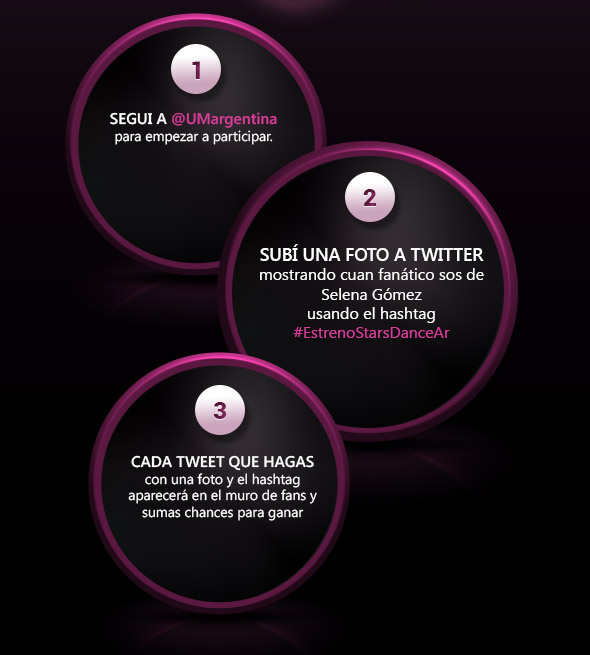 1
SEGUI A @UMargentina
para empezar a participar.
2
SUBÍ UNA FOTO A TWITTER
mostrando cuan fanático sos de
Selena Gómez
usando el hashtag
#EstrenoStarsDanceAr
3
CADA TWEET QUE HAGAS
con una foto y el hashtag
aparecerá en el muro de fans y
sumas chances para ganar